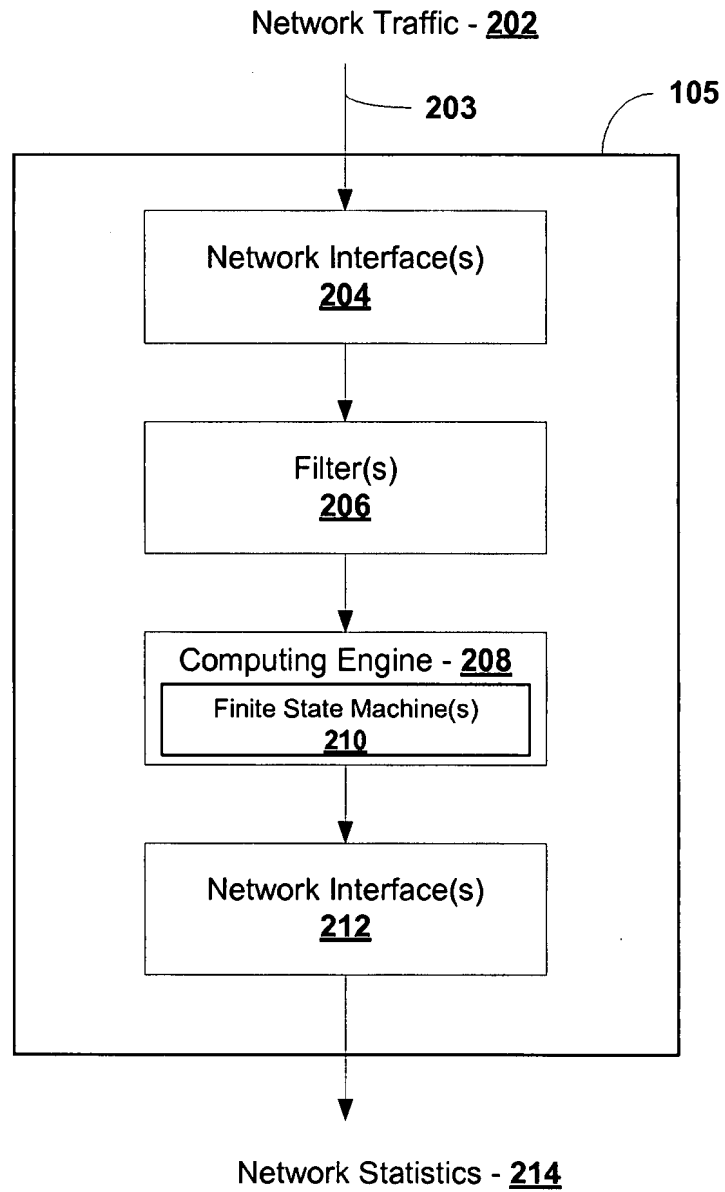 Network Traffic - 202
105
203
Network Interface(s)
204
Filter(s)
206
Computing Engine - 208
Finite State Machine(s)
210
Network Interface(s)
212
Network Statistics - 214